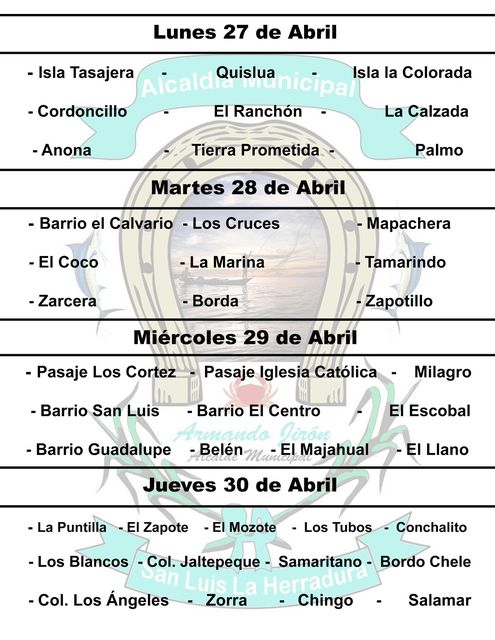 Lunes 27 de Abril
- Isla Tasajera - Quislua - Isla la Colorada
Alcaldía Municipal
- Cordoncillo - El Ranchón - La Calzada
- Anona - Tierra Prometida - Palmo
Martes 28 de Abril
- Barrio el Calvario - Los Cruces - Mapachera
- El Coco - La Marina - Tamarindo
- Zarcera - Borda - Zapotillo
Miércoles 29 de Abril
- Pasaje Los Cortez - Pasaje Iglesia Católica - Milagro
- Barrio San Luis - Barrio El Centro - El Escobal
Armando Jirón
- Barrio Guadalupe - Belén - El Majahual - El Llano
Alcalde Municipal
Jueves 30 de Abril
- La Puntilla - El Zapote - El Mozote - Los Tubos - Conchalito
- Los Blancos - Col. Jaltepeque - Samaritano - Bordo Chele
San Luis La Herradura
- Col. Los Ángeles - Zorra - Chingo - Salamar